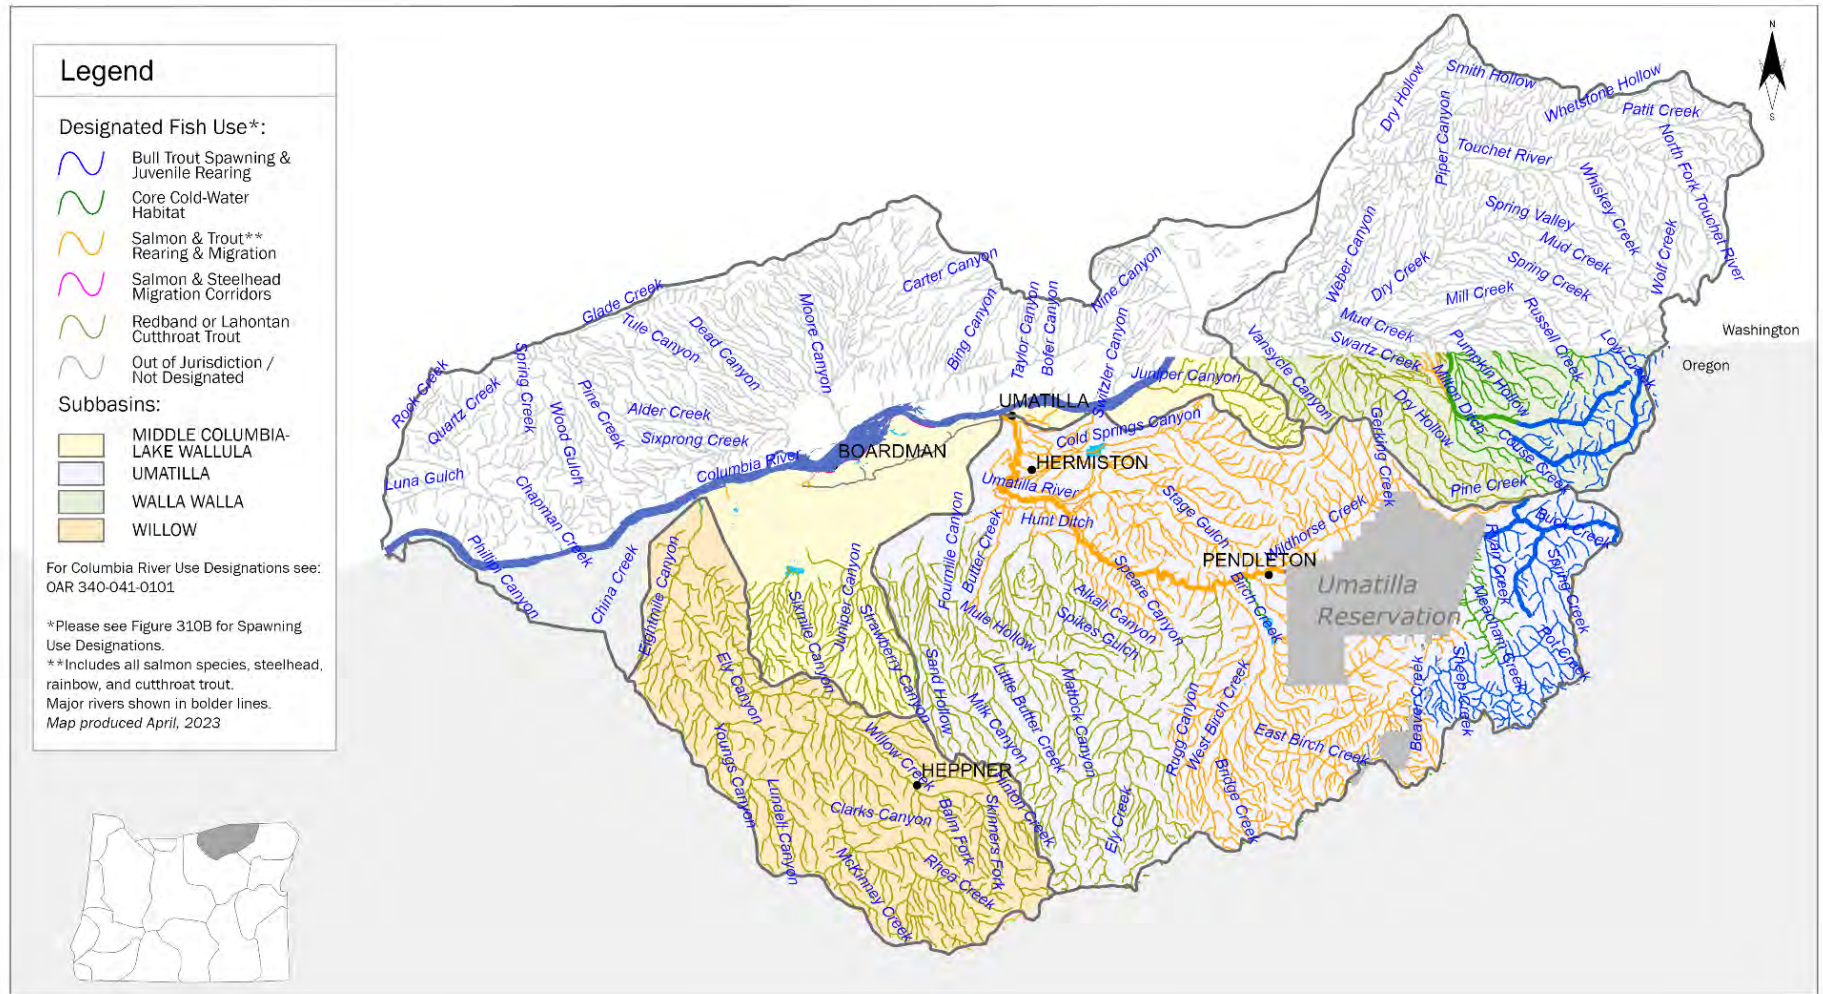 Legend
Designated Fish Use*:
Bull Trout Spawning &
Juvenile Rearing
Core Cold-Water
Habitat
Salmon & Trout**
Rearing & Migration
Salmon & Steelhead
Migration Corridors
Redband or Lahontan
Cutthroat Trout
Out of Jurisdiction /
Not Designated
Subbasins:
MIDDLE COLUMBIA-
LAKE WALLULA
UMATILLA
WALLA WALLA
WILLOW
For Columbia River Use Designations see:
OAR 340-041-0101
*Please see Figure 310B for Spawning
Use Designations.
**Includes all salmon species, steelhead,
rainbow, and cutthroat trout.
Major rivers shown in bolder lines.
Map produced April, 2023
N
S
Dry Hollow
Smith Hollow
Whetstone Hollow
Patit Creek
Piper Canyon
Touchet River
North Fork Touchet River
Whiskey Creek
Spring Valley
Mud Creek
Spring Creek
Wolf Creek
Weber Canyon
Dry Creek
Mill Creek
Russell Creek
Mud Creek
Swartz Creek
Pumpkin Hollow
Low Creek
Washington
Oregon
Carter Canyon
Nine Canyon
Glade Creek
Tule Canyon
Dead Canyon
Moore Canyon
Bing Canyon
Taylor Canyon
Bofer Canyon
Switzler Canyon
Vansycle Canyon
Juniper Canyon
Rock Creek
Quartz Creek
Spring Creek
Wood Gulch
Pine Creek
Alder Creek
Sixprong Creek
Luna Gulch
Chapman Creek
Columbia River
BOARDMAN
UMATILLA
Cold Springs Canyon
HERMISTON
Umatilla River
Hunt Ditch
Stage Gulch
Gerking Creek
Dry Hollow
Milton Ditch
Couse Creek
Pine Creek
Wildhorse Creek
PENDLETON
Phillipi Canyon
China Creek
Eightmile Canyon
Sixmile Canyon
Juniper Canyon
Strawberry Canyon
Fourmile Canyon
Butter Creek
Mule Hollow
Alkali Canyon
Spikes Gulch
Speare Canyon
Birch Creek
Umatilla
Reservation
Ryan Creek
Buck Creek
Meacham Creek
Pot Creek
Sheep Creek
Beaver Creek
Ely Canyon
Youngs Canyon
Lundell Canyon
Willow Creek
HEPPNER
Clarks Canyon
Balm Fork
Skinners Fork
Rhea Creek
McKinney Creek
Hinton Creek
Sand Hollow
Milk Canyon
Little Butter Creek
Matlock Canyon
Ely Creek
Rugg Canyon
West Birch Creek
East Birch Creek
Bridge Creek